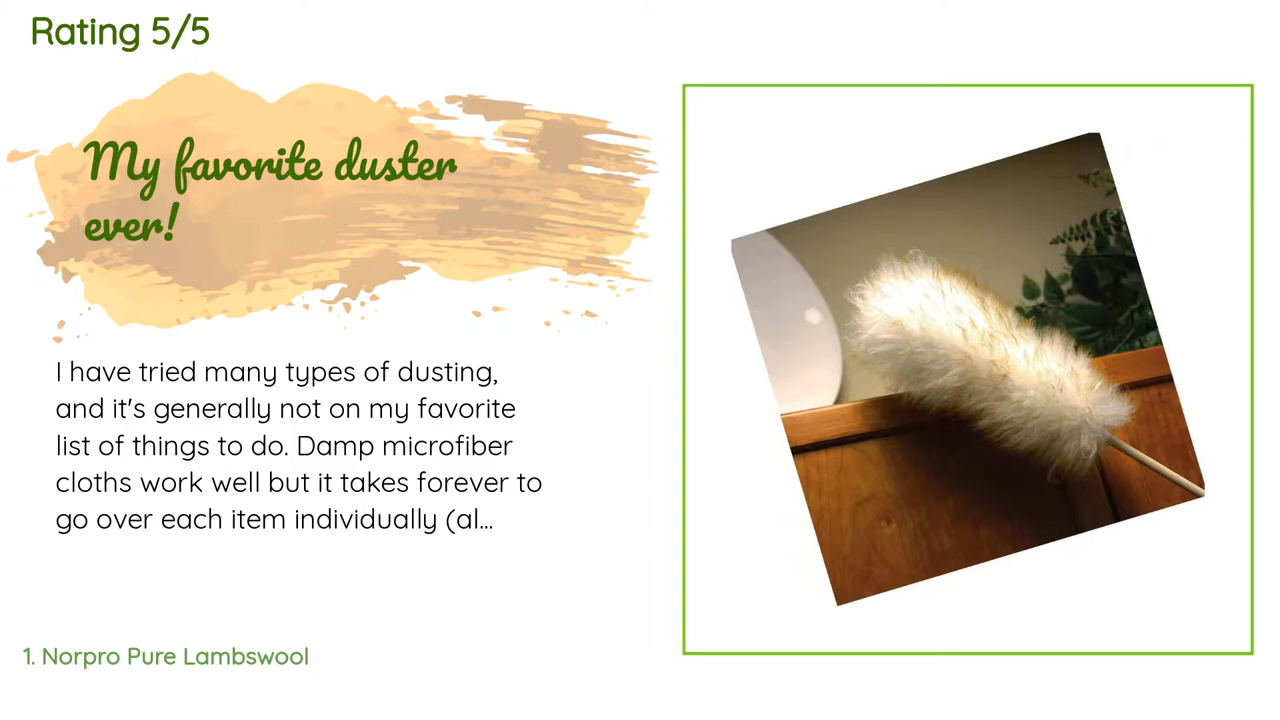 Rating 5/5
My favorite duster
ever!
I have tried many types of dusting,
and it's generally not on my favorite
list of things to do. Damp microfiber
cloths work well but it takes forever to
go over each item individually (al...
1. Norpro Pure Lambswool